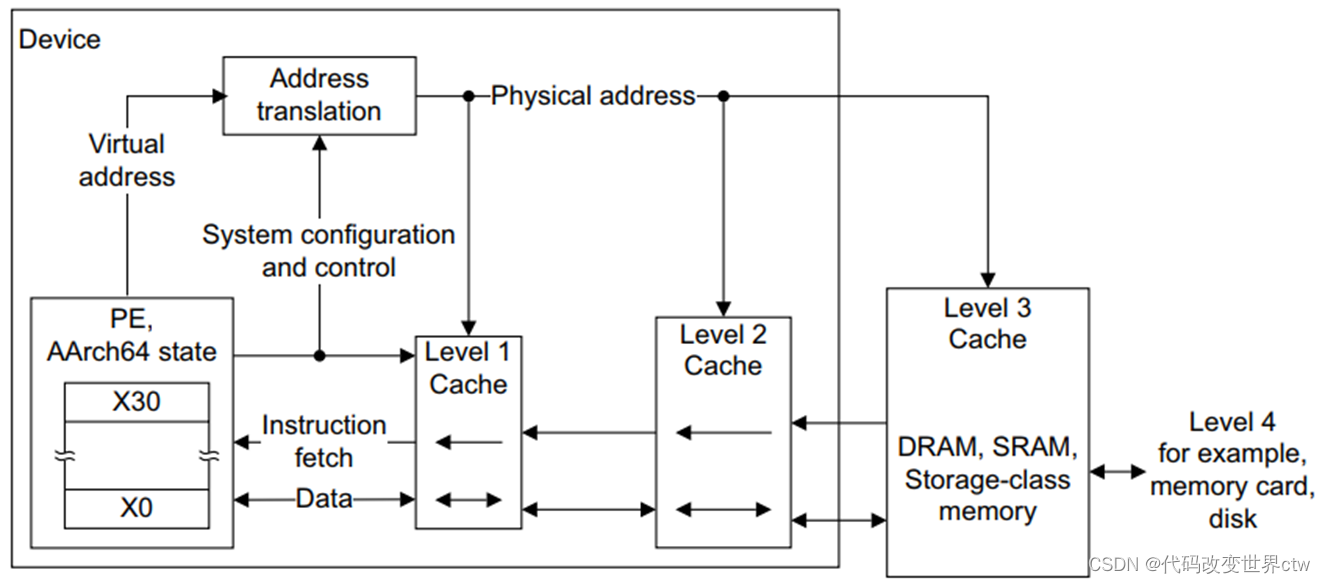 Device
Address
translation
Physical address
Virtual
address
System configuration
and control
PE,
AArch64 state
X30
X0
Instruction
fetch
Data
Level 1
Cache
Level 2
Cache
Level 3
Cache
DRAM, SRAM,
Storage-class
memory
Level 4
for example,
memory card,
disk
CSDN @代码改变世界ctw